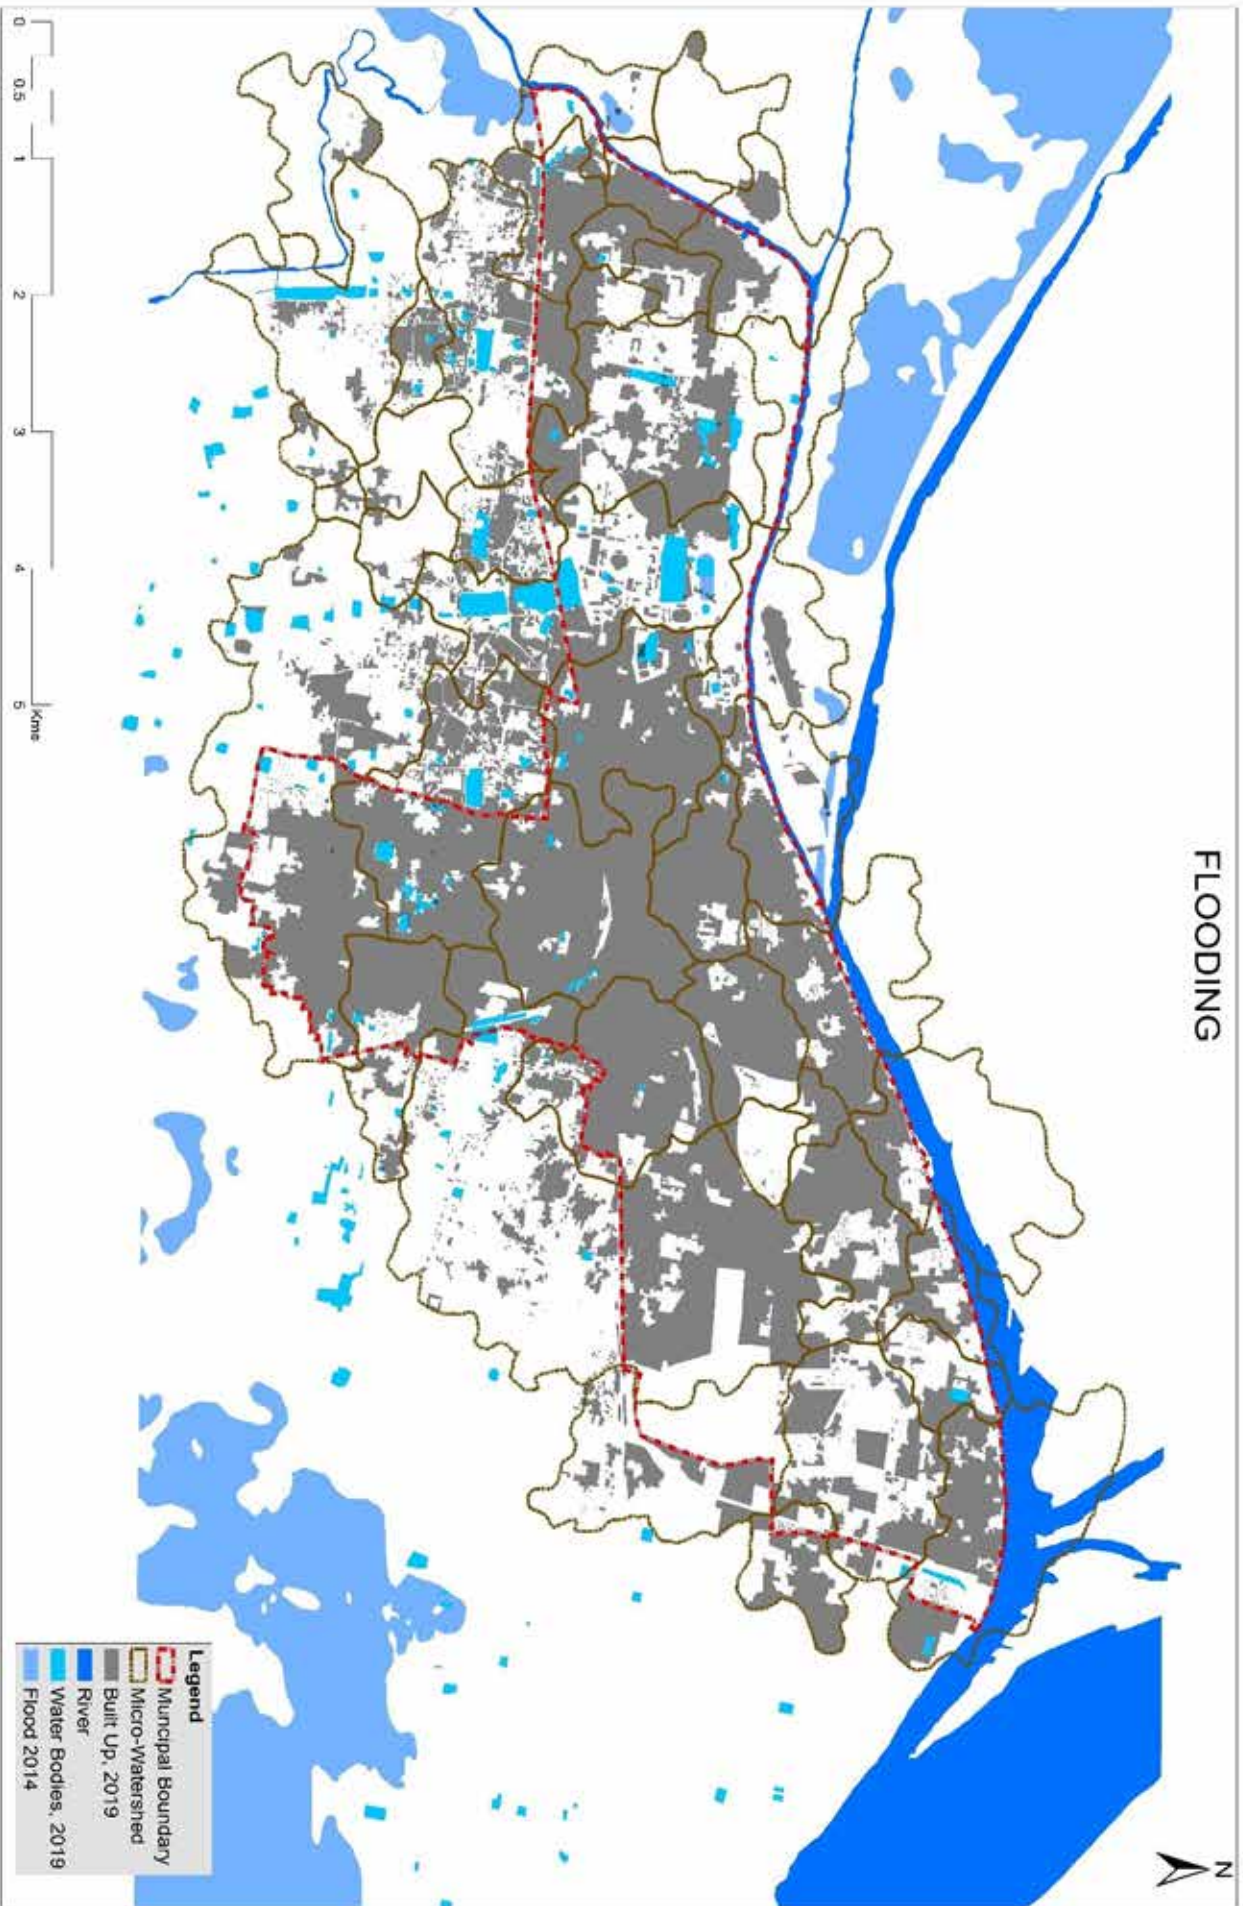 FLOODING
N
Legend
Muncipal Boundary
Micro-Watershed
Built Up, 2019
River
Water Bodies, 2019
Flood 2014
0 0.5 1 2 3 4 5
Kms